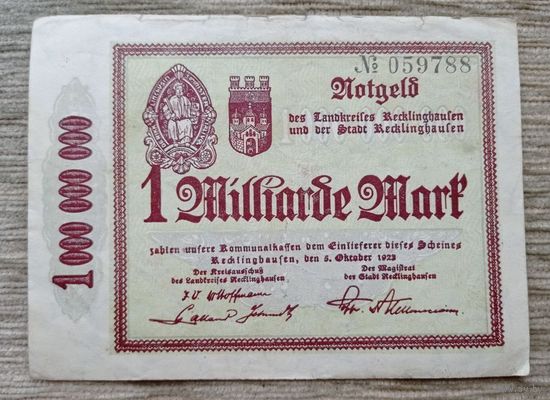 № 059788
Notgeld
des Landkreises Recklinghausen
und der Stadt Recklinghausen
1 Milliarde Mark
zahlen unsere Kommunalkassen dem Einlieferer dieses Scheines
Recklinghausen, den 5. Oktober 1923
Der Kreisausschuß
des Landkreises Recklinghausen
Der Magistrat
der Stadt Recklinghausen
1 000 000 000